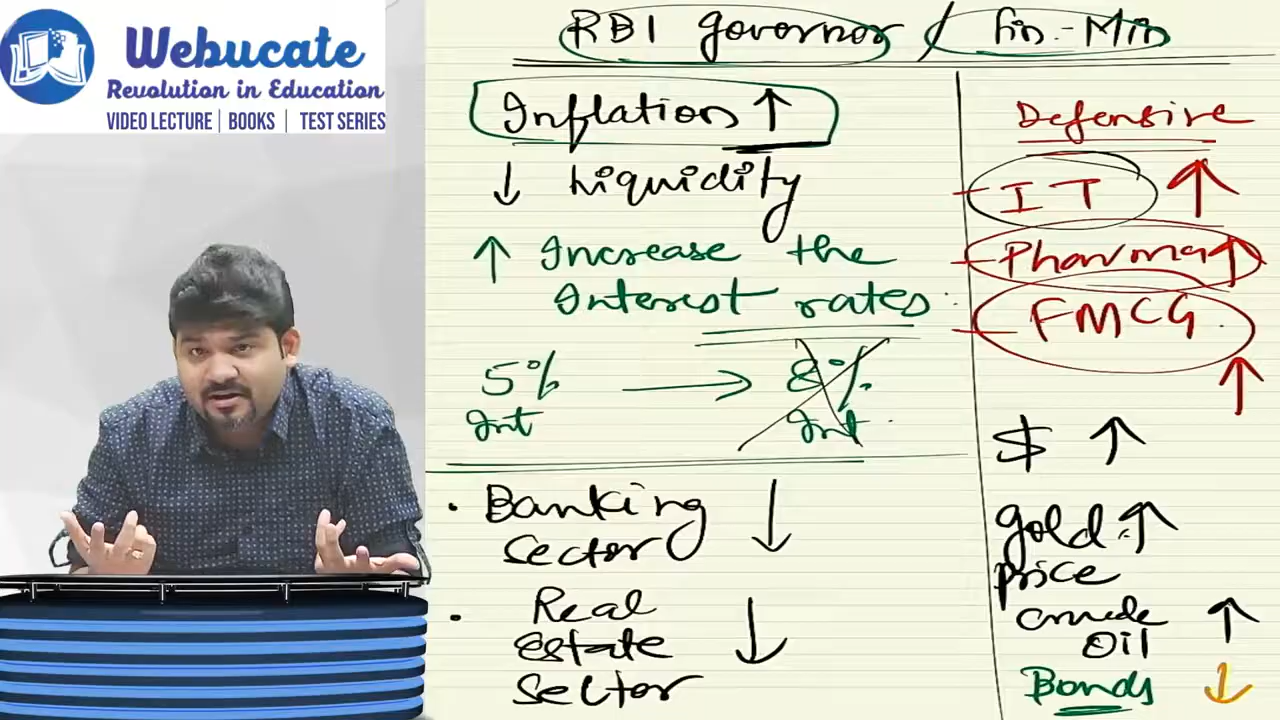 Webucate
Revolution in Education
VIDEO LECTURE | BOOKS | TEST SERIES
RBI governor / fin.-Min
Inflation ↑
↓ Liquidity
↑ Increase the
Interest rates
5% → 8%
Int Int
• Banking ↓
Sector
• Real ↓
estate
Sector
Defensive
IT ↑
Pharma ↑
FMCG
↑
$ ↑
gold ↑
price
crude ↑
Oil
Bonds ↓